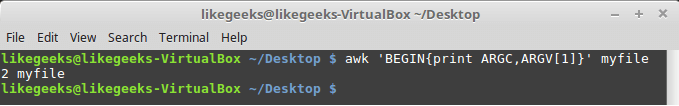 likegeeks@likegeeks-VirtualBox ~/Desktop
File Edit View Search Terminal Help
likegeeks@likegeeks-VirtualBox ~/Desktop $ awk 'BEGIN{print ARGC,ARGV[1]}' myfile
2 myfile
likegeeks@likegeeks-VirtualBox ~/Desktop $